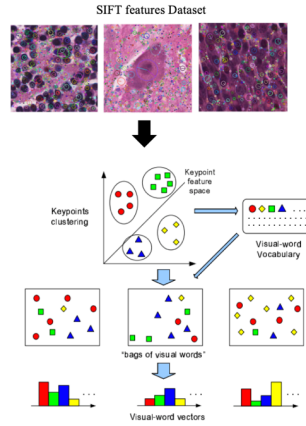 SIFT features Dataset
Keypoint
feature
space
Keypoints
clustering
Visual-word
Vocabulary
"bags of visual words"
Visual-word vectors